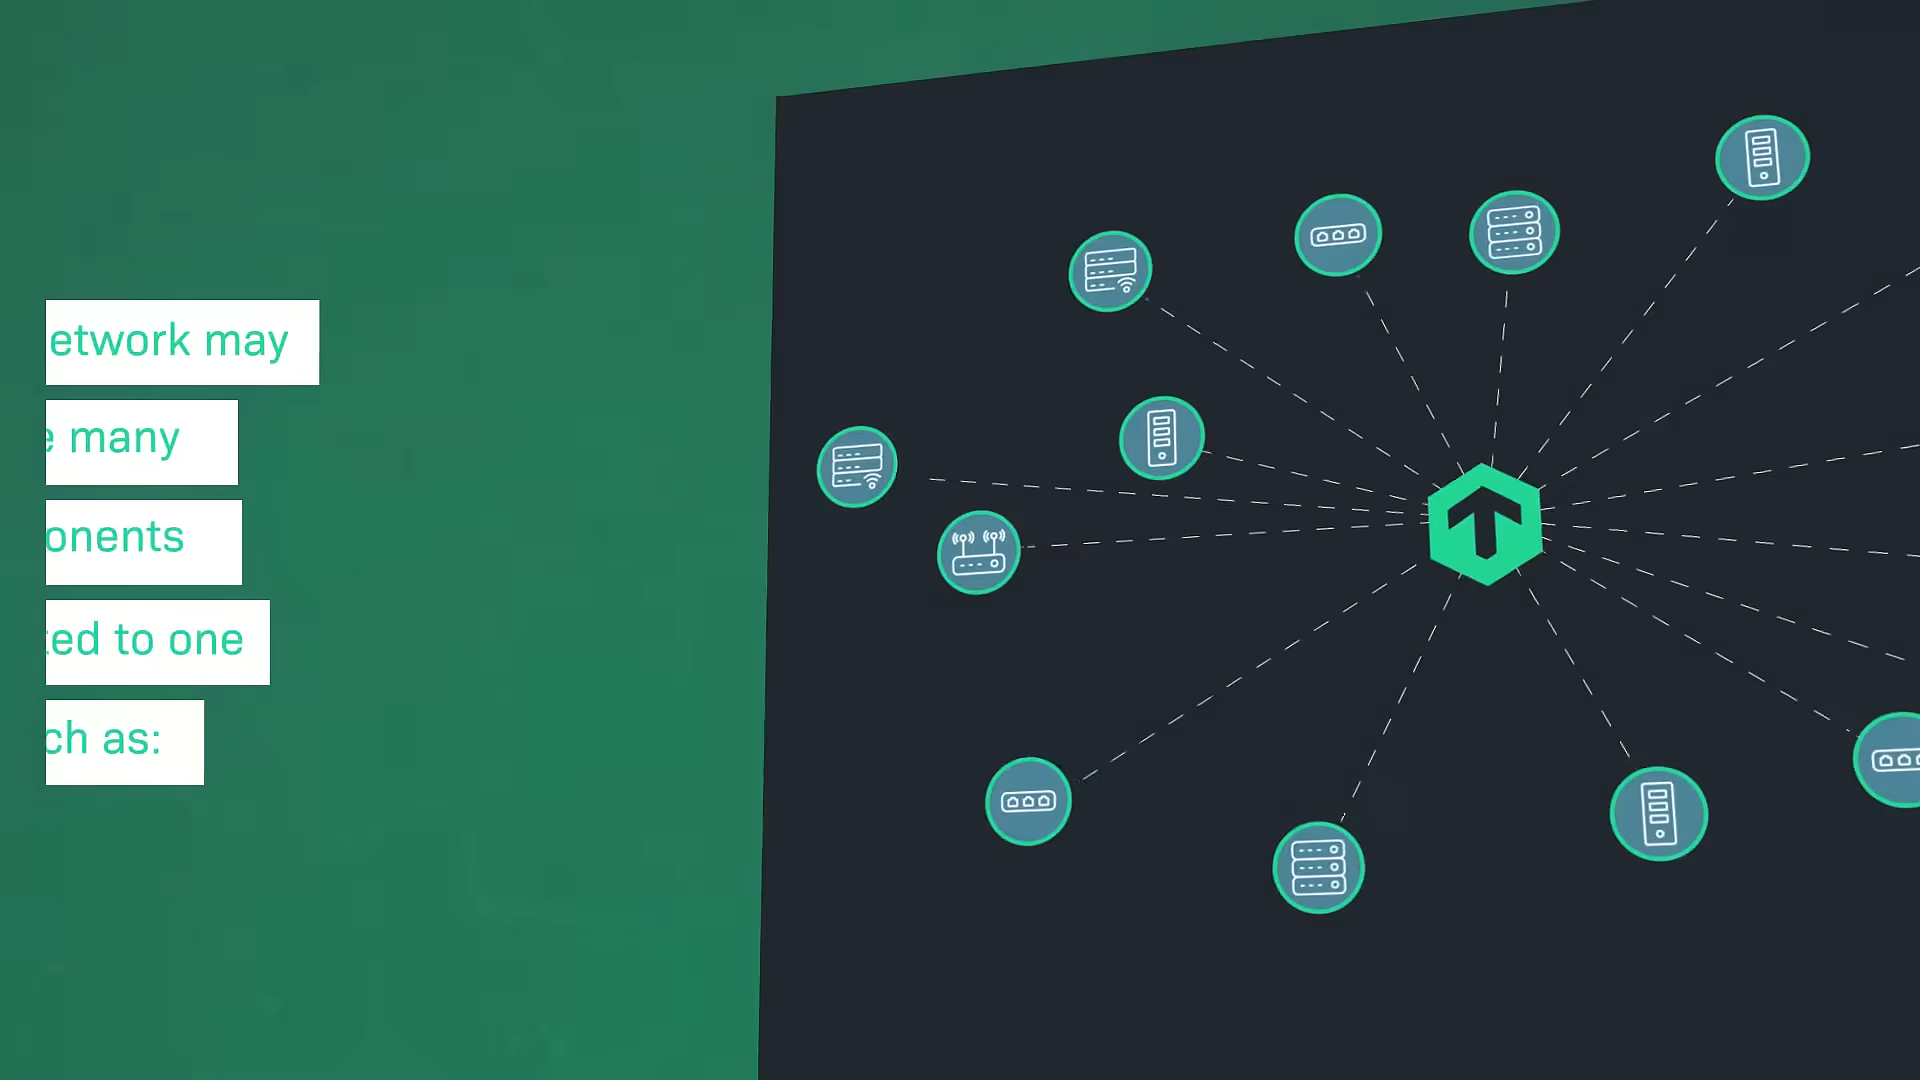 etwork may
many
onents
ed to one
ch as: